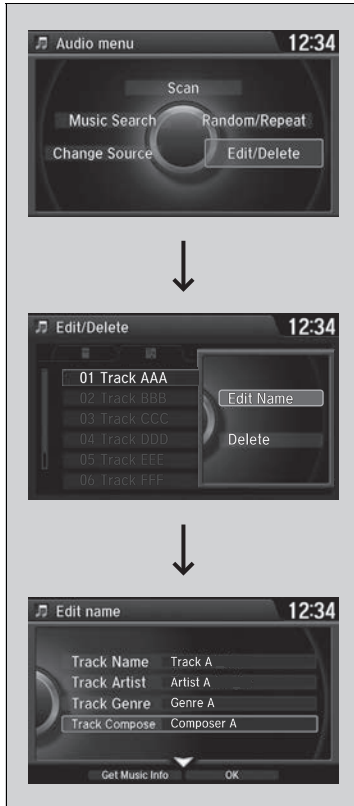 Audio menu 12:34
Scan
Music Search Random/Repeat
Change Source Edit/Delete
Edit/Delete 12:34
01 Track AAA
02 Track BBB
Edit Name
03 Track CCC
04 Track DDD
Delete
05 Track EEE
06 Track FFF
Edit name 12:34
Track Name Track A
Track Artist Artist A
Track Genre Genre A
Track Compose Composer A
Get Music Info OK